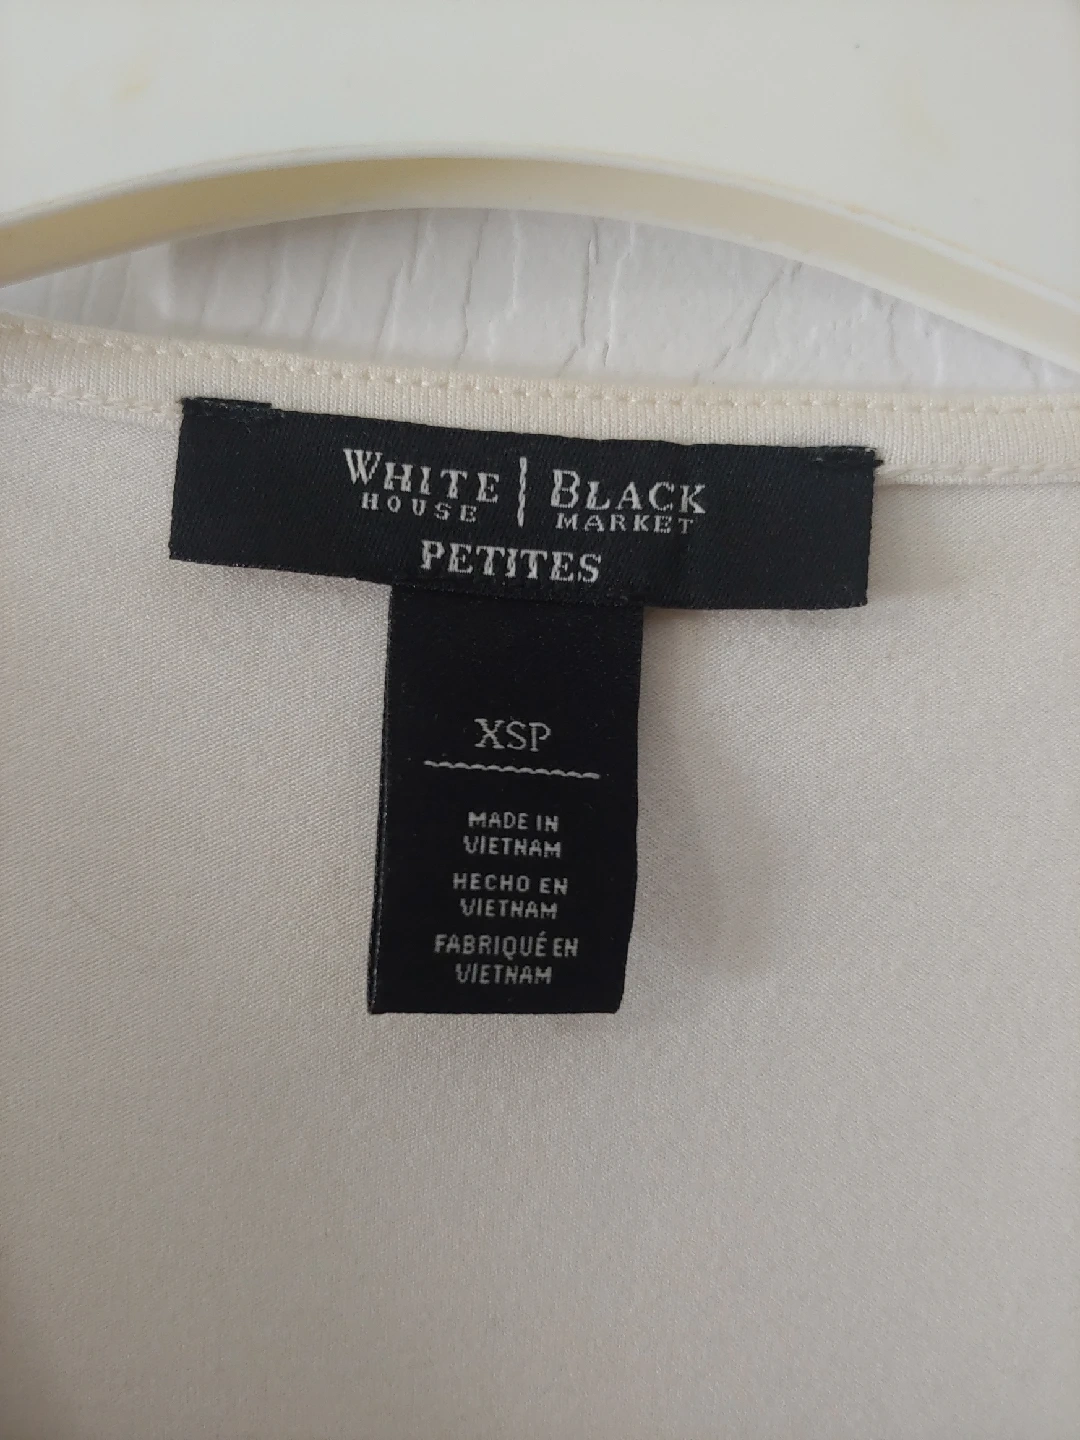 WHITE | BLACK
HOUSE MARKET
PETITES
XSP
MADE IN
VIETNAM
HECHO EN
VIETNAM
FABRIQUÉ EN
VIETNAM